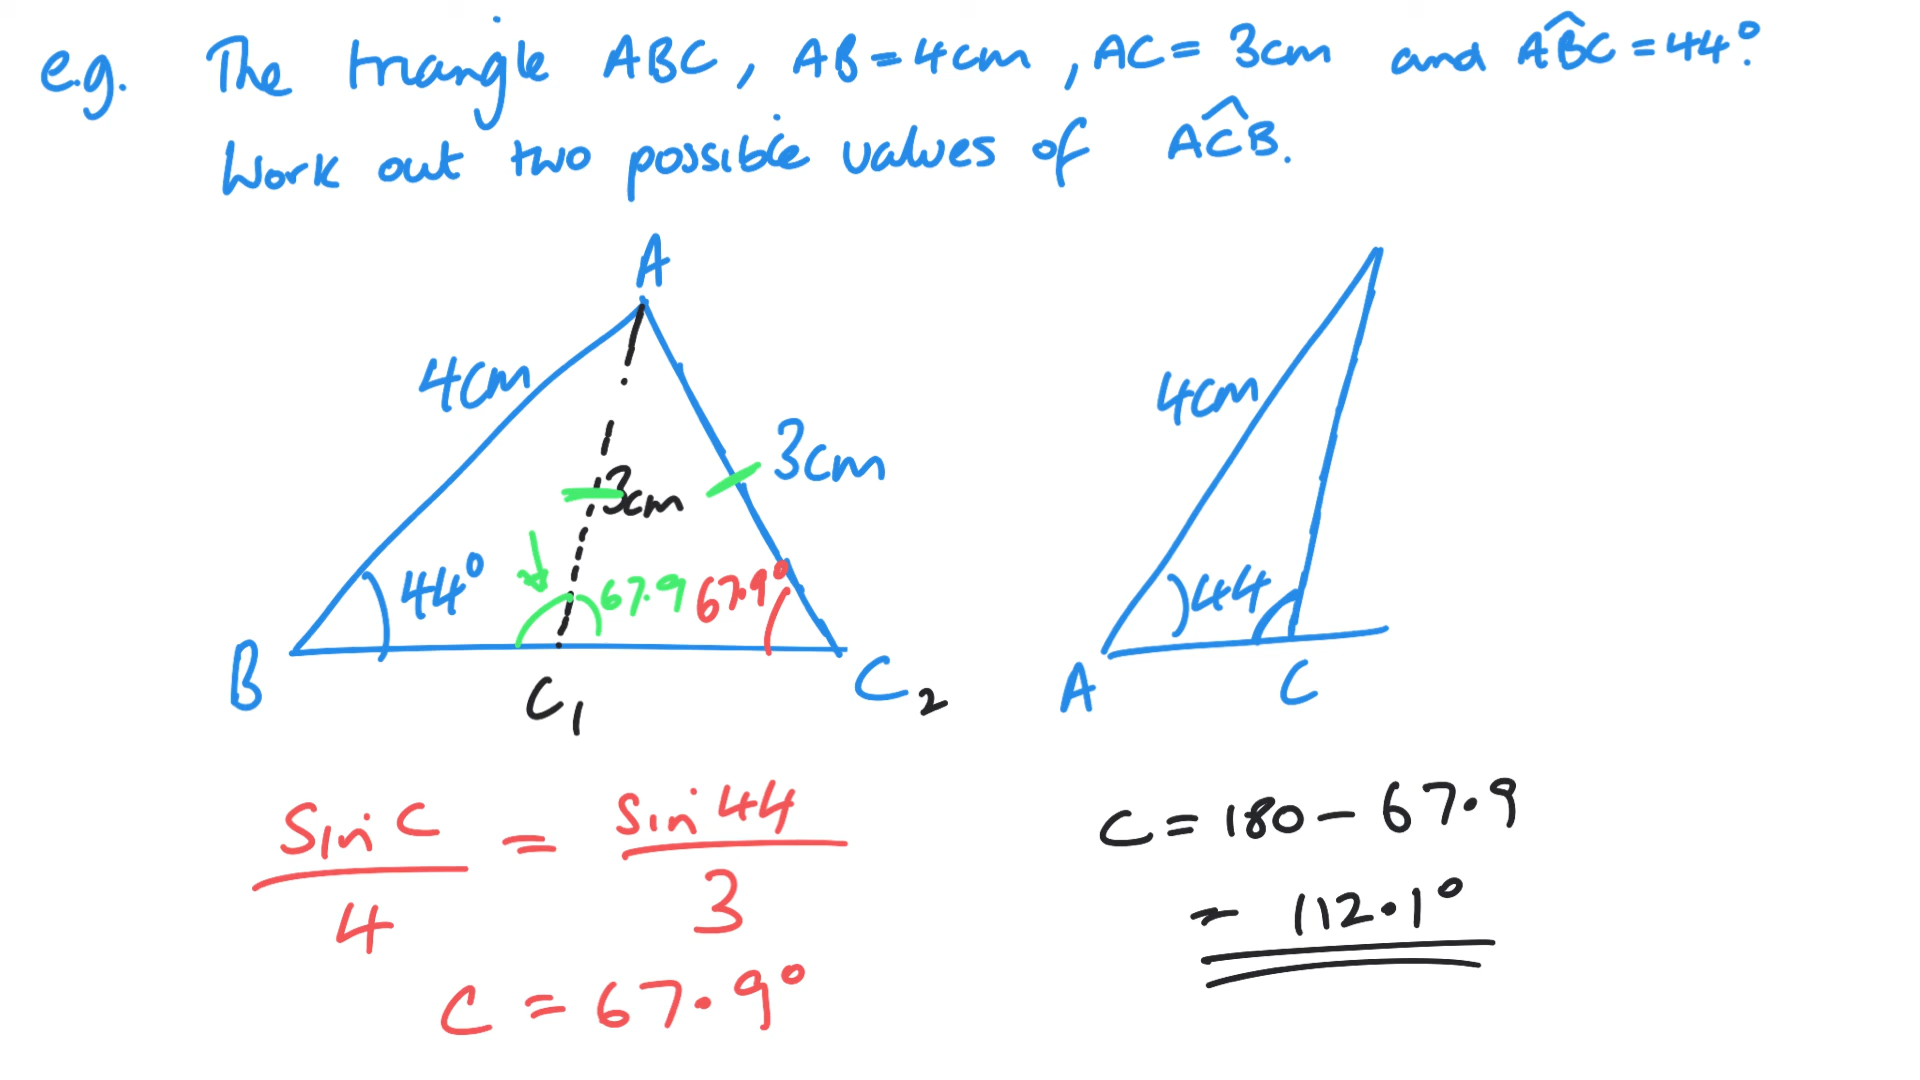 e.g. The triangle ABC, AB=4cm, AC=3cm and AB̂C=44°.
Work out two possible values of AĈB.
A
4cm
4cm
3cm
3cm
44°
67.9
67.9°
44
B
C₁
C₂
A
C
Sin C / 4 = Sin 44 / 3
C = 67.9°
C = 180 − 67.9
= 112.1°